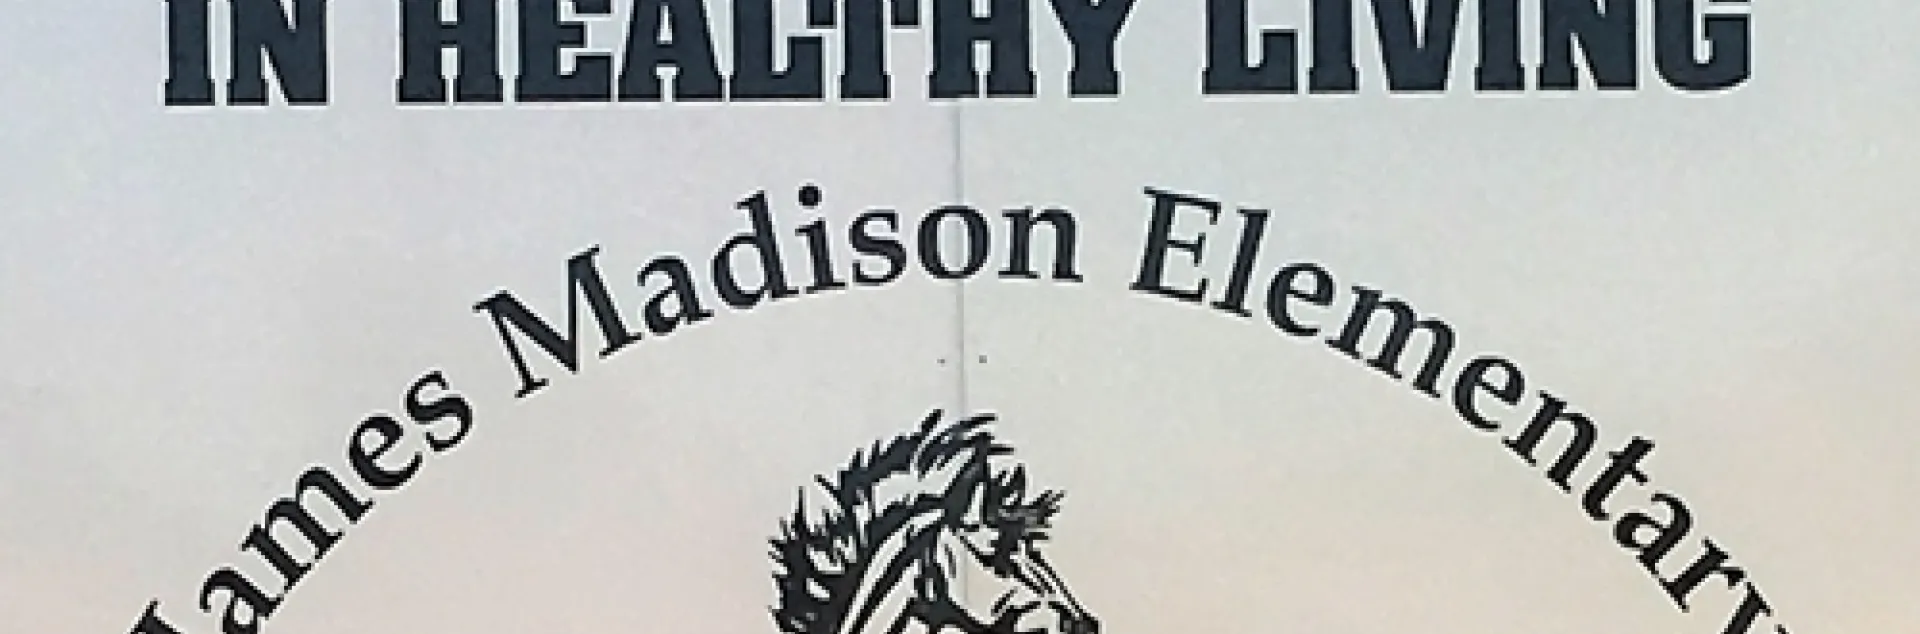 IN HEALTHY LIVING
James Madison Elementary